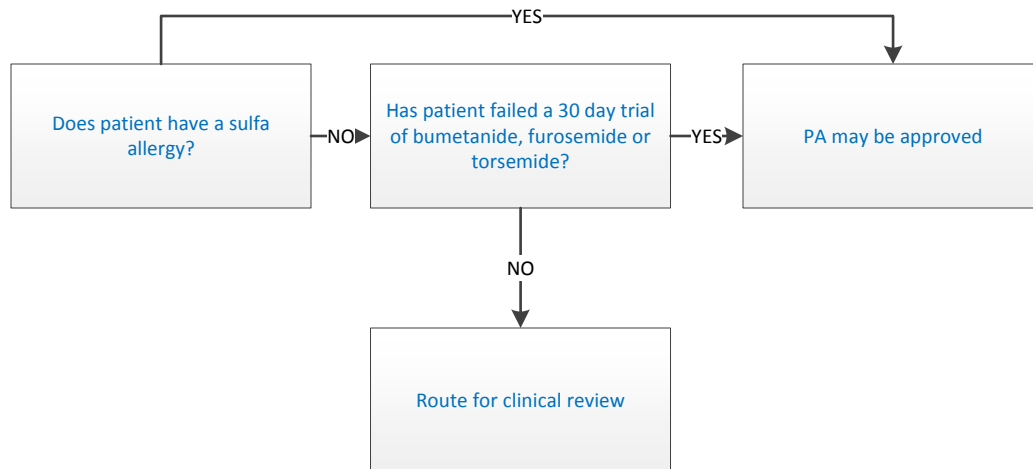 YES
Does patient have a sulfa
allergy?
NO
Has patient failed a 30 day trial
of bumetanide, furosemide or
torsemide?
YES
PA may be approved
NO
Route for clinical review